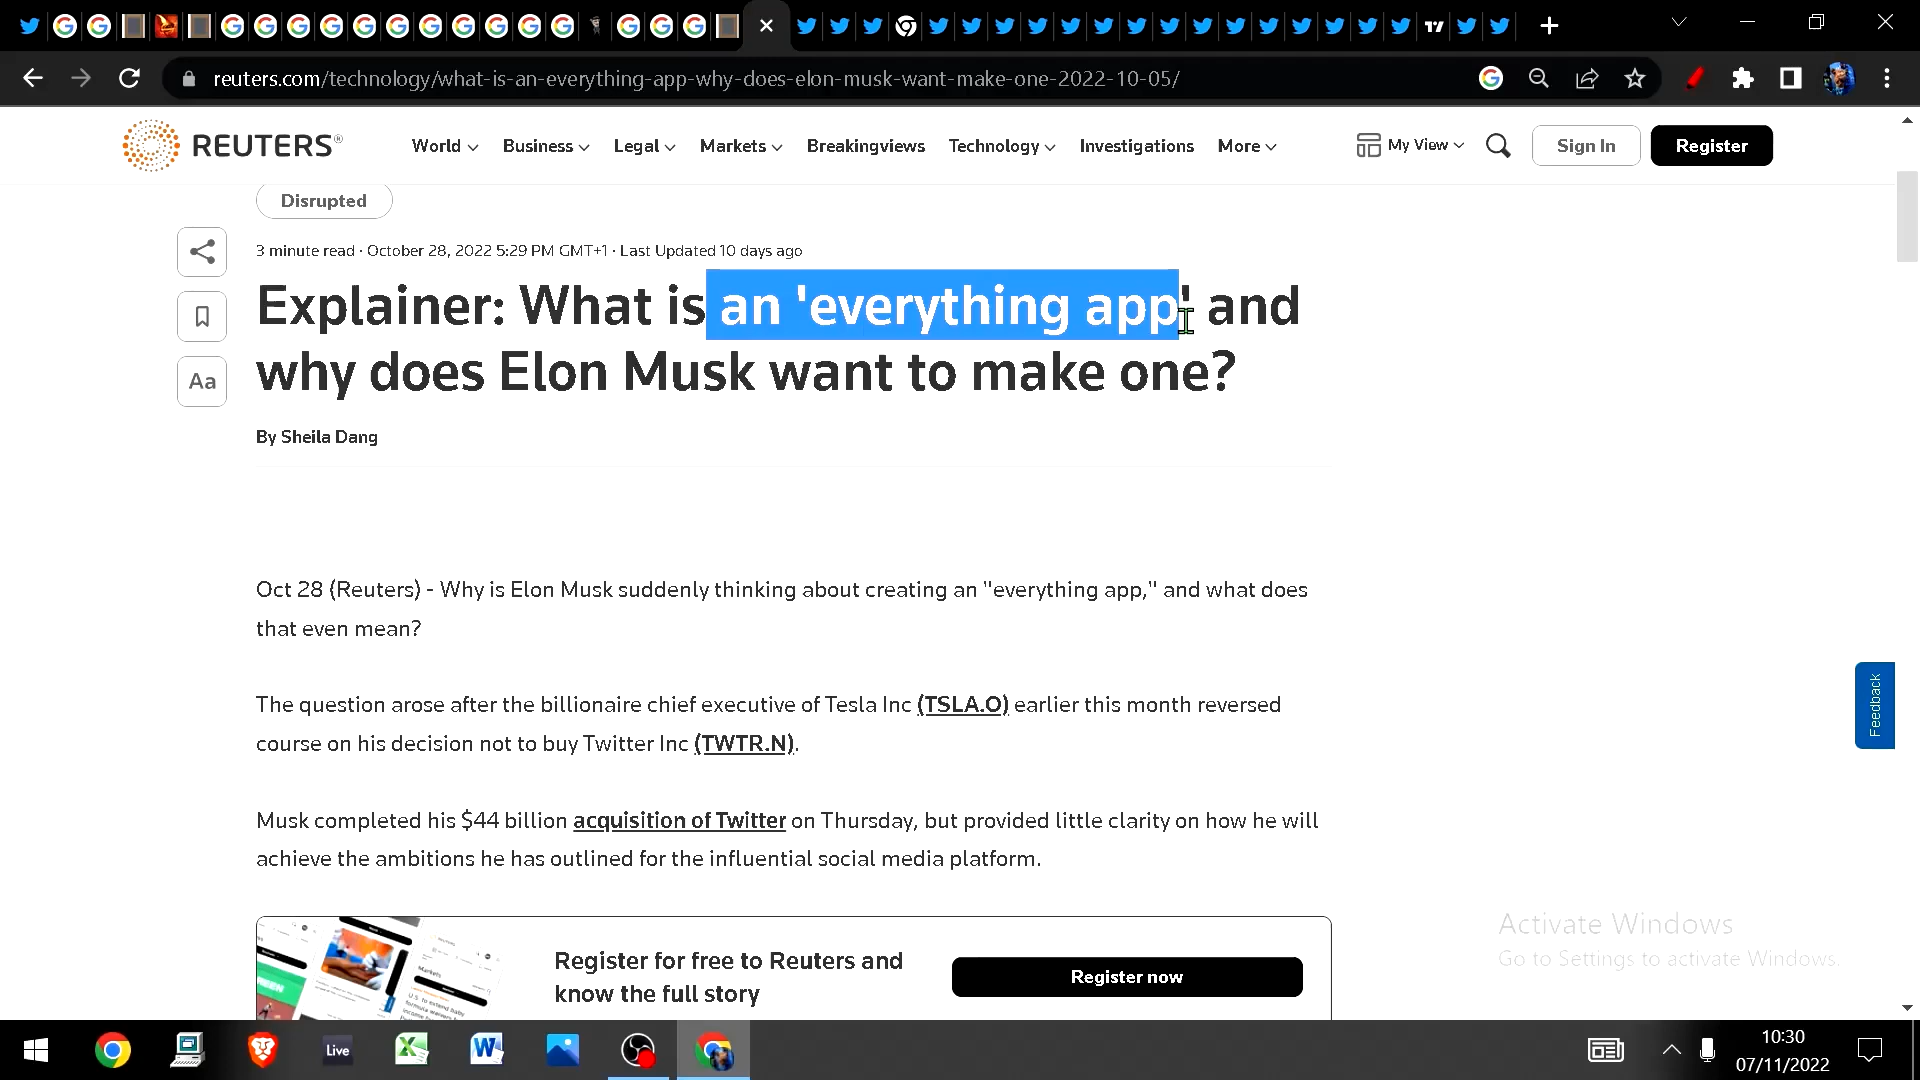 reuters.com/technology/what-is-an-everything-app-why-does-elon-musk-want-make-one-2022-10-05/
REUTERS®
World Business Legal Markets Breakingviews Technology Investigations More My View Sign In Register
Disrupted
3 minute read · October 28, 2022 5:29 PM GMT+1 · Last Updated 10 days ago
Explainer: What is an 'everything app' and
why does Elon Musk want to make one?
Aa
By Sheila Dang
Oct 28 (Reuters) - Why is Elon Musk suddenly thinking about creating an "everything app," and what does
that even mean?
The question arose after the billionaire chief executive of Tesla Inc (TSLA.O) earlier this month reversed
course on his decision not to buy Twitter Inc (TWTR.N).
Feedback
Musk completed his $44 billion acquisition of Twitter on Thursday, but provided little clarity on how he will
achieve the ambitions he has outlined for the influential social media platform.
Activate Windows
Go to Settings to activate Windows.
Register for free to Reuters and
know the full story
Register now
Live
10:30
07/11/2022